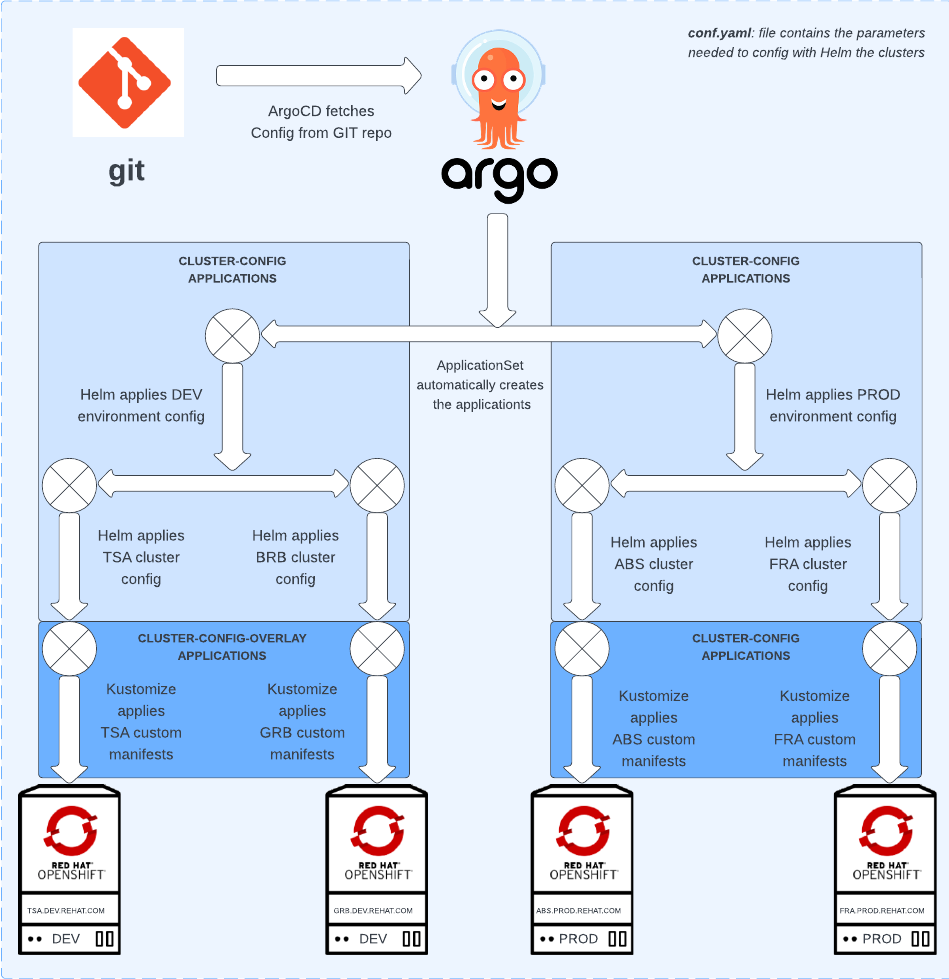 conf.yaml: file contains the parameters
needed to config with Helm the clusters
ArgoCD fetches
Config from GIT repo
git
argo
CLUSTER-CONFIG
APPLICATIONS
CLUSTER-CONFIG
APPLICATIONS
ApplicationSet
automatically creates
the applicationts
Helm applies DEV
environment config
Helm applies PROD
environment config
Helm applies
TSA cluster
config
Helm applies
BRB cluster
config
Helm applies
ABS cluster
config
Helm applies
FRA cluster
config
CLUSTER-CONFIG-OVERLAY
APPLICATIONS
CLUSTER-CONFIG
APPLICATIONS
Kustomize
applies
TSA custom
manifests
Kustomize
applies
GRB custom
manifests
Kustomize
applies
ABS custom
manifests
Kustomize
applies
FRA custom
manifests
RED HAT
OPENSHIFT
TSA.DEV.REHAT.COM
DEV
RED HAT
OPENSHIFT
GRB.DEV.REHAT.COM
DEV
RED HAT
OPENSHIFT
ABS.PROD.REHAT.COM
PROD
RED HAT
OPENSHIFT
FRA.PROD.REHAT.COM
PROD